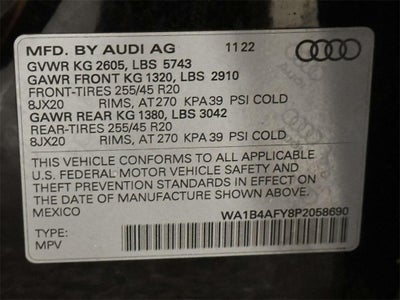 MFD. BY AUDI AG 11 22
GVWR KG 2605, LBS 5743
GAWR FRONT KG 1320, LBS 2910
FRONT-TIRES 255/45 R20
8JX20 RIMS, AT 270 KPA 39 PSI COLD
GAWR REAR KG 1380, LBS 3042
REAR-TIRES 255/45 R20
8JX20 RIMS, AT 270 KPA 39 PSI COLD
THIS VEHICLE CONFORMS TO ALL APPLICABLE
U.S. FEDERAL MOTOR VEHICLE SAFETY AND
THEFT PREVENTION STANDARDS IN EFFECT ON
THE DATE OF MANUFACTURE SHOWN ABOVE.
MEXICO WA1B4AFY8P2058690
TYPE:
MPV